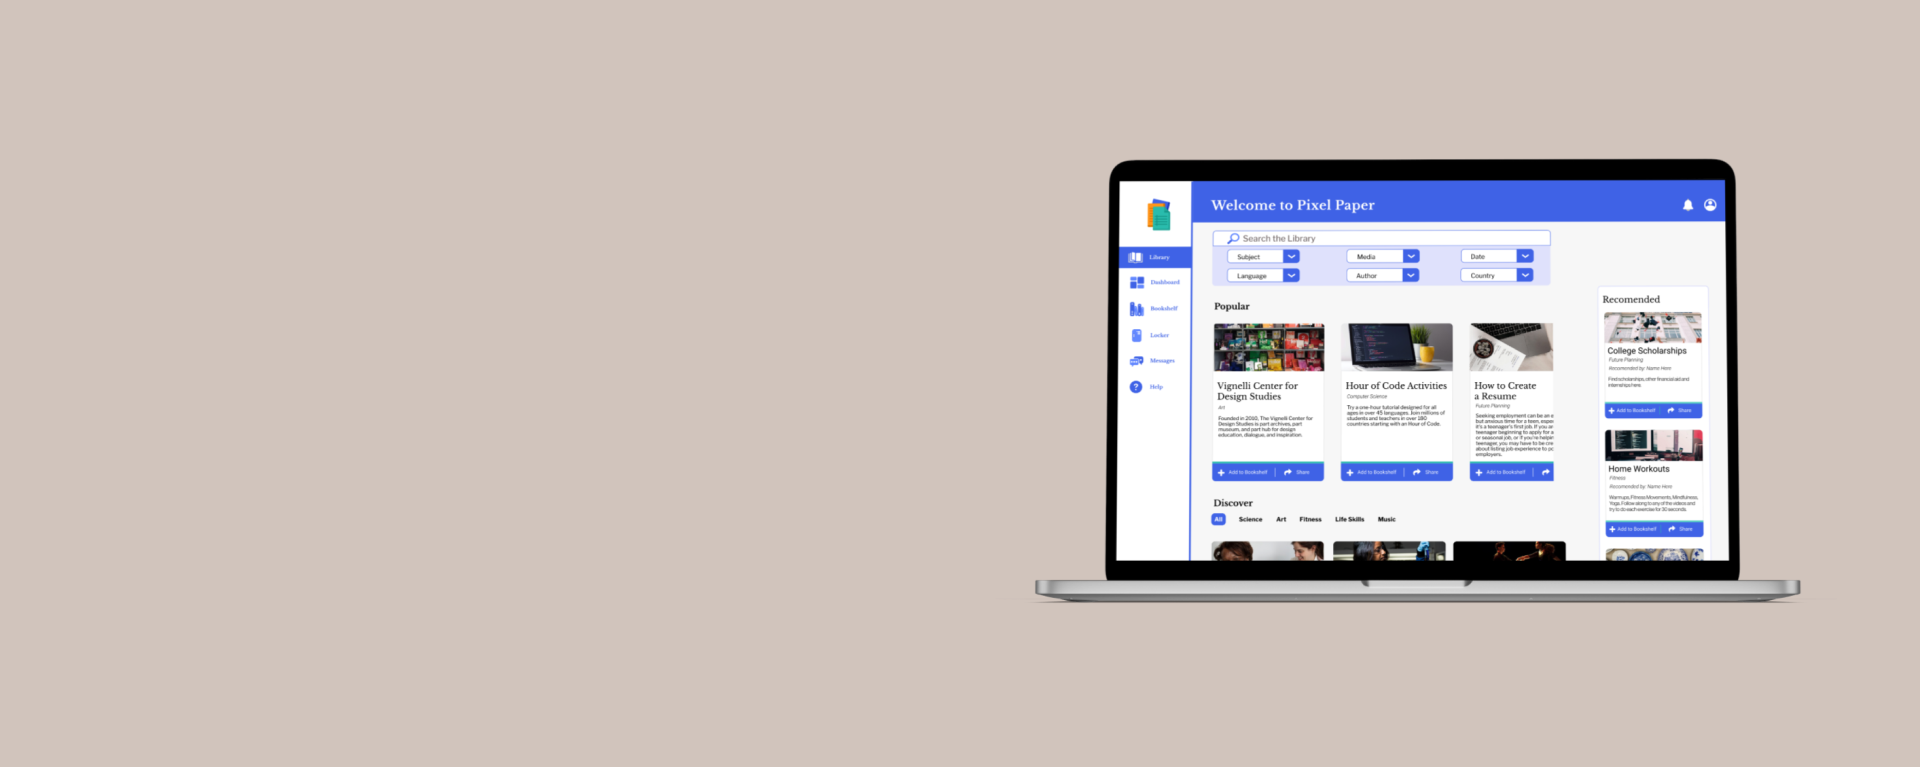 Welcome to Pixel Paper
Library
Dashboard
Bookshelf
Locker
Messages
Help
Search the Library
Subject
Media
Date
Language
Author
Country
Popular
Vignelli Center for
Design Studies
Art
Founded in 2010, The Vignelli Center for
Design Studies is part archives, part
museum, and part hub for design
education, dialogue, and inspiration.
Add to Bookshelf
Share
Hour of Code Activities
Computer Science
Try a one-hour tutorial designed for all
ages in over 45 languages. Join millions of
students and teachers in over 180
countries starting with an Hour of Code.
Add to Bookshelf
Share
How to Create
a Resume
Future Planning
Seeking employment can be an e
but anxious time for a teen, espec
it's a teenager's first job. If you ar
teenager beginning to apply for a
or seasonal job, or if you're helpin
teenager, you may have to be cre
about listing job experience to po
employers.
Add to Bookshelf
Discover
All
Science
Art
Fitness
Life Skills
Music
Recomended
College Scholarships
Future Planning
Recomended by: Name Here
Find scholarships, other financial aid and
internships here.
Add to Bookshelf
Share
Home Workouts
Fitness
Recomended by: Name Here
Warm ups, Fitness Movements, Mindfulness,
Yoga. Follow along to any of the videos and
try to do each exercise for 30 seconds.
Add to Bookshelf
Share